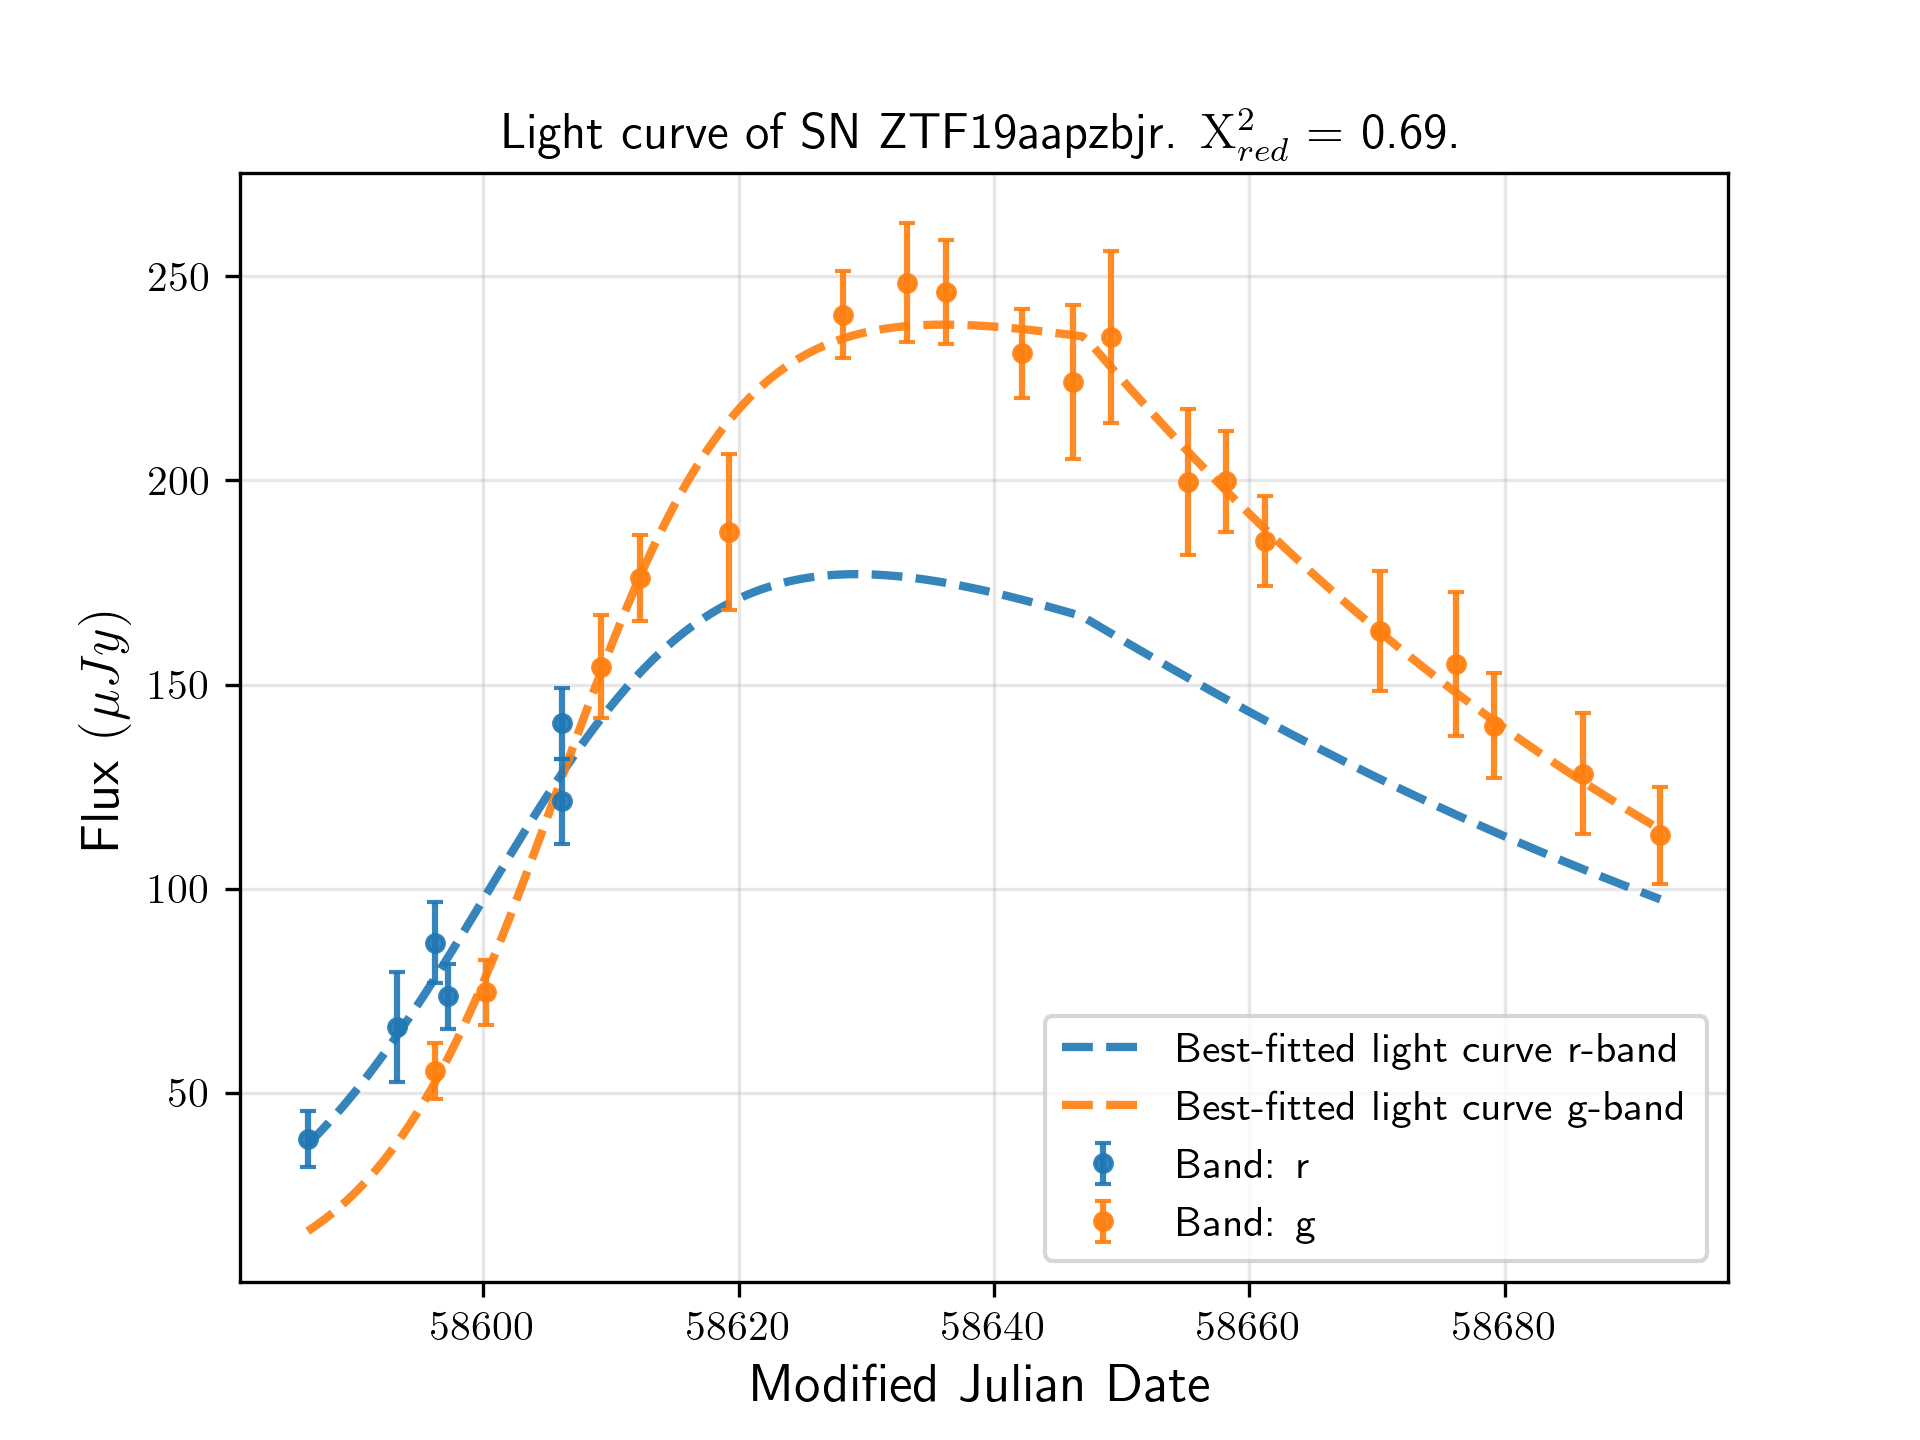 Light curve of SN ZTF19aapzbjr. X²_red = 0.69.
Flux (μJy)
250
200
150
100
50
58600 58620 58640 58660 58680
Modified Julian Date
Best-fitted light curve r-band
Best-fitted light curve g-band
Band: r
Band: g